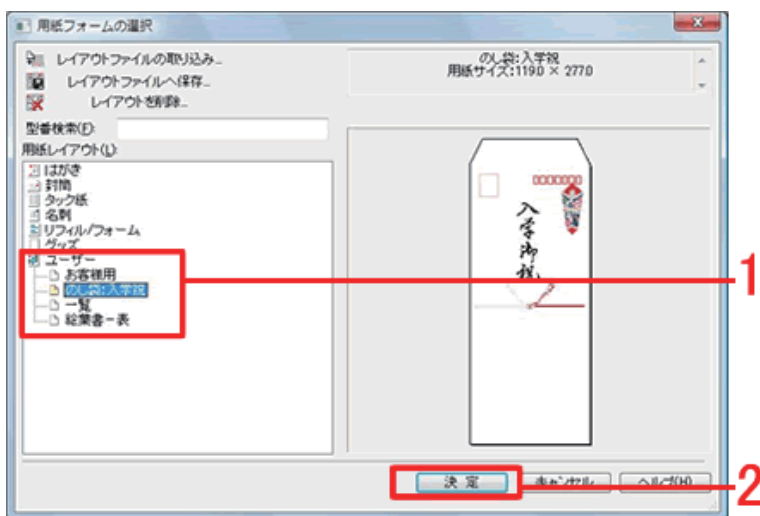 用紙フォームの選択
レイアウトファイルの取り込み...
レイアウトファイルへ保存...
レイアウトを削除...
型番検索(F):
用紙レイアウト(L):
はがき
封筒
タック紙
名刺
リフィル/フォーム
グッズ
ユーザー
お客様用
のし袋:入学祝
一覧
絵葉書-表
のし袋:入学祝
用紙サイズ:119.0 × 277.0
入学御祝
1
決定
キャンセル
ヘルプ(H)
2